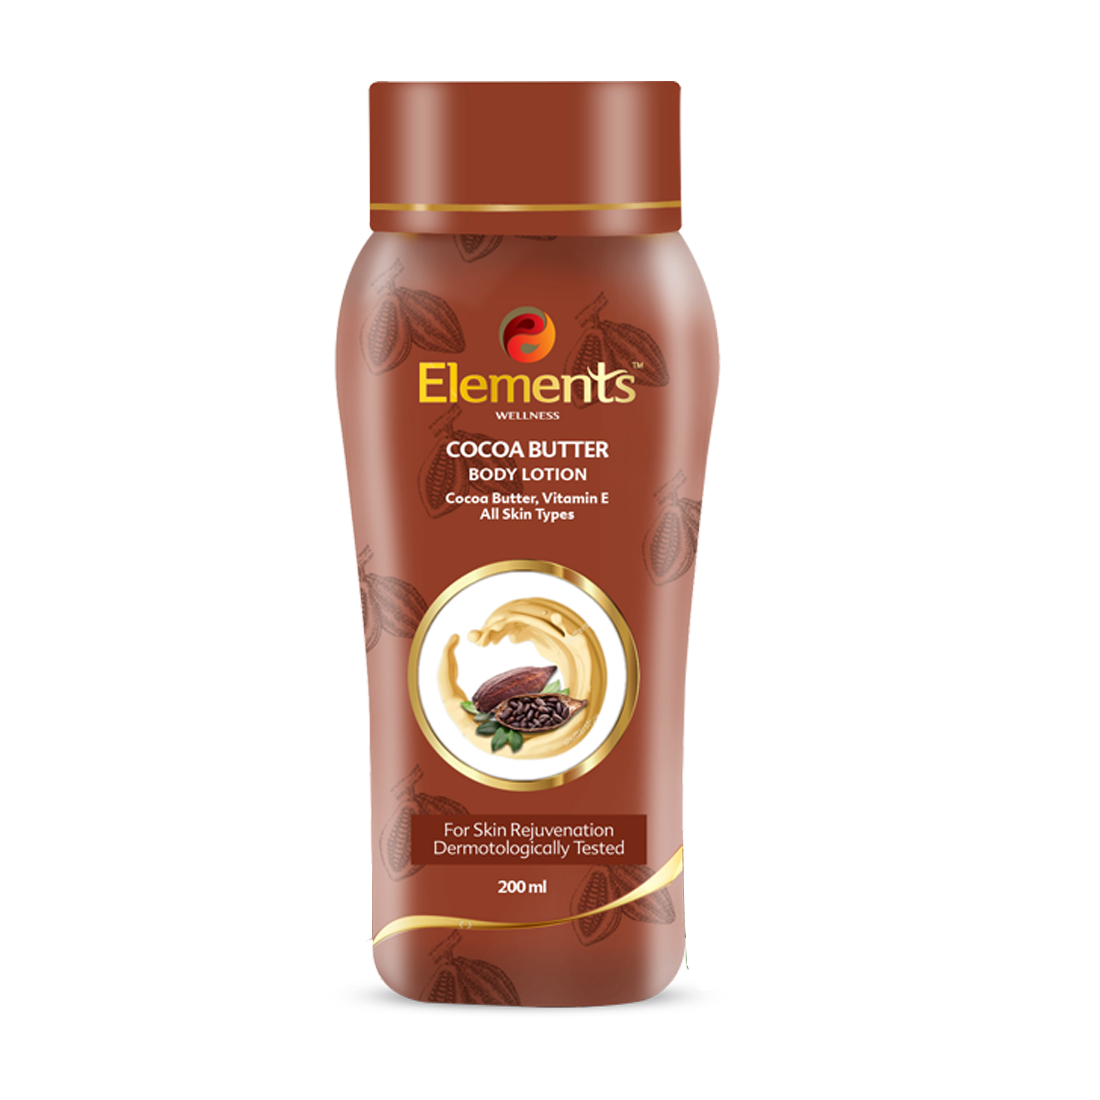 Elements™
WELLNESS
COCOA BUTTER
BODY LOTION
Cocoa Butter, Vitamin E
All Skin Types
For Skin Rejuvenation
Dermotologically Tested
200 ml